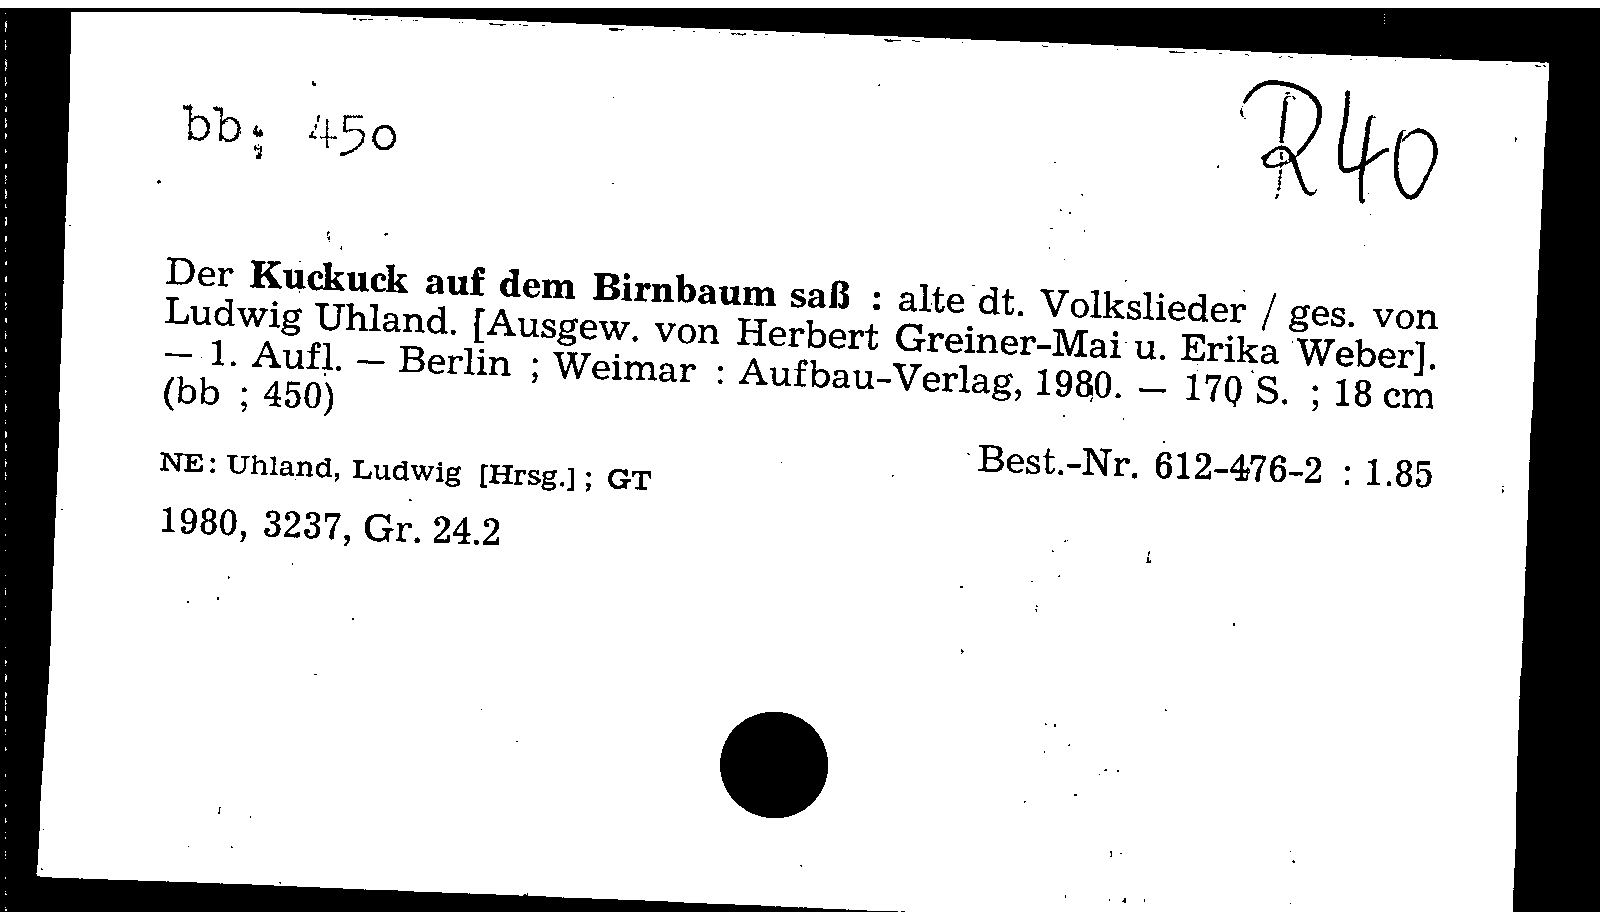 bb; 450
R40
Der Kuckuck auf dem Birnbaum saß : alte dt. Volkslieder / ges. von
Ludwig Uhland. [Ausgew. von Herbert Greiner-Mai u. Erika Weber].
— 1. Aufl. — Berlin ; Weimar : Aufbau-Verlag, 1980. — 170 S. ; 18 cm
(bb ; 450)
NE: Uhland, Ludwig [Hrsg.] ; GT
Best.-Nr. 612-476-2 : 1.85
1980, 3237, Gr. 24.2